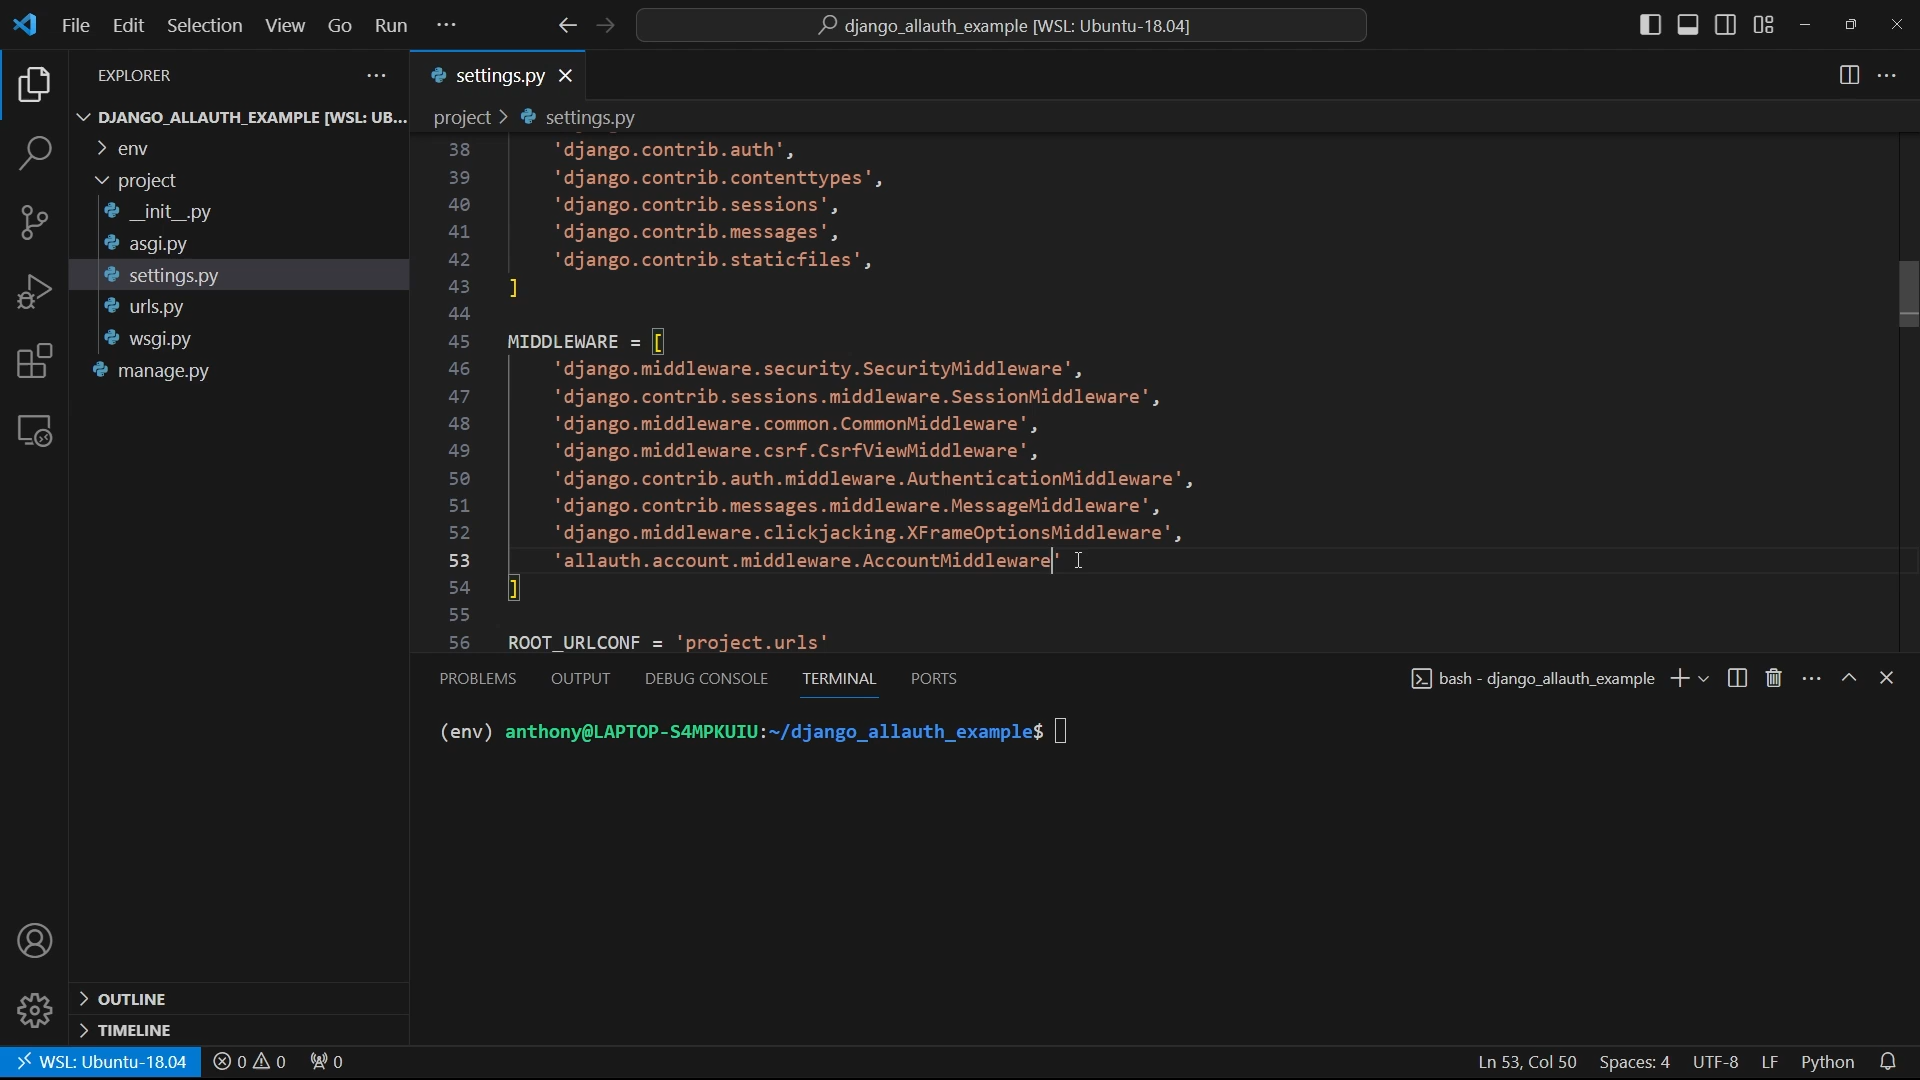 File Edit Selection View Go Run ...
django_allauth_example [WSL: Ubuntu-18.04]
EXPLORER
DJANGO_ALLAUTH_EXAMPLE [WSL: UB...
env
project
__init__.py
asgi.py
settings.py
urls.py
wsgi.py
manage.py
OUTLINE
TIMELINE
settings.py
project > settings.py
38 'django.contrib.auth',
39 'django.contrib.contenttypes',
40 'django.contrib.sessions',
41 'django.contrib.messages',
42 'django.contrib.staticfiles',
43 ]
44
45 MIDDLEWARE = [
46 'django.middleware.security.SecurityMiddleware',
47 'django.contrib.sessions.middleware.SessionMiddleware',
48 'django.middleware.common.CommonMiddleware',
49 'django.middleware.csrf.CsrfViewMiddleware',
50 'django.contrib.auth.middleware.AuthenticationMiddleware',
51 'django.contrib.messages.middleware.MessageMiddleware',
52 'django.middleware.clickjacking.XFrameOptionsMiddleware',
53 'allauth.account.middleware.AccountMiddleware'
54 ]
55
56 ROOT_URLCONF = 'project.urls'
PROBLEMS OUTPUT DEBUG CONSOLE TERMINAL PORTS
bash - django_allauth_example
(env) anthony@LAPTOP-S4MPKUIU:~/django_allauth_example$
WSL: Ubuntu-18.04 0 0 0
Ln 53, Col 50 Spaces: 4 UTF-8 LF Python